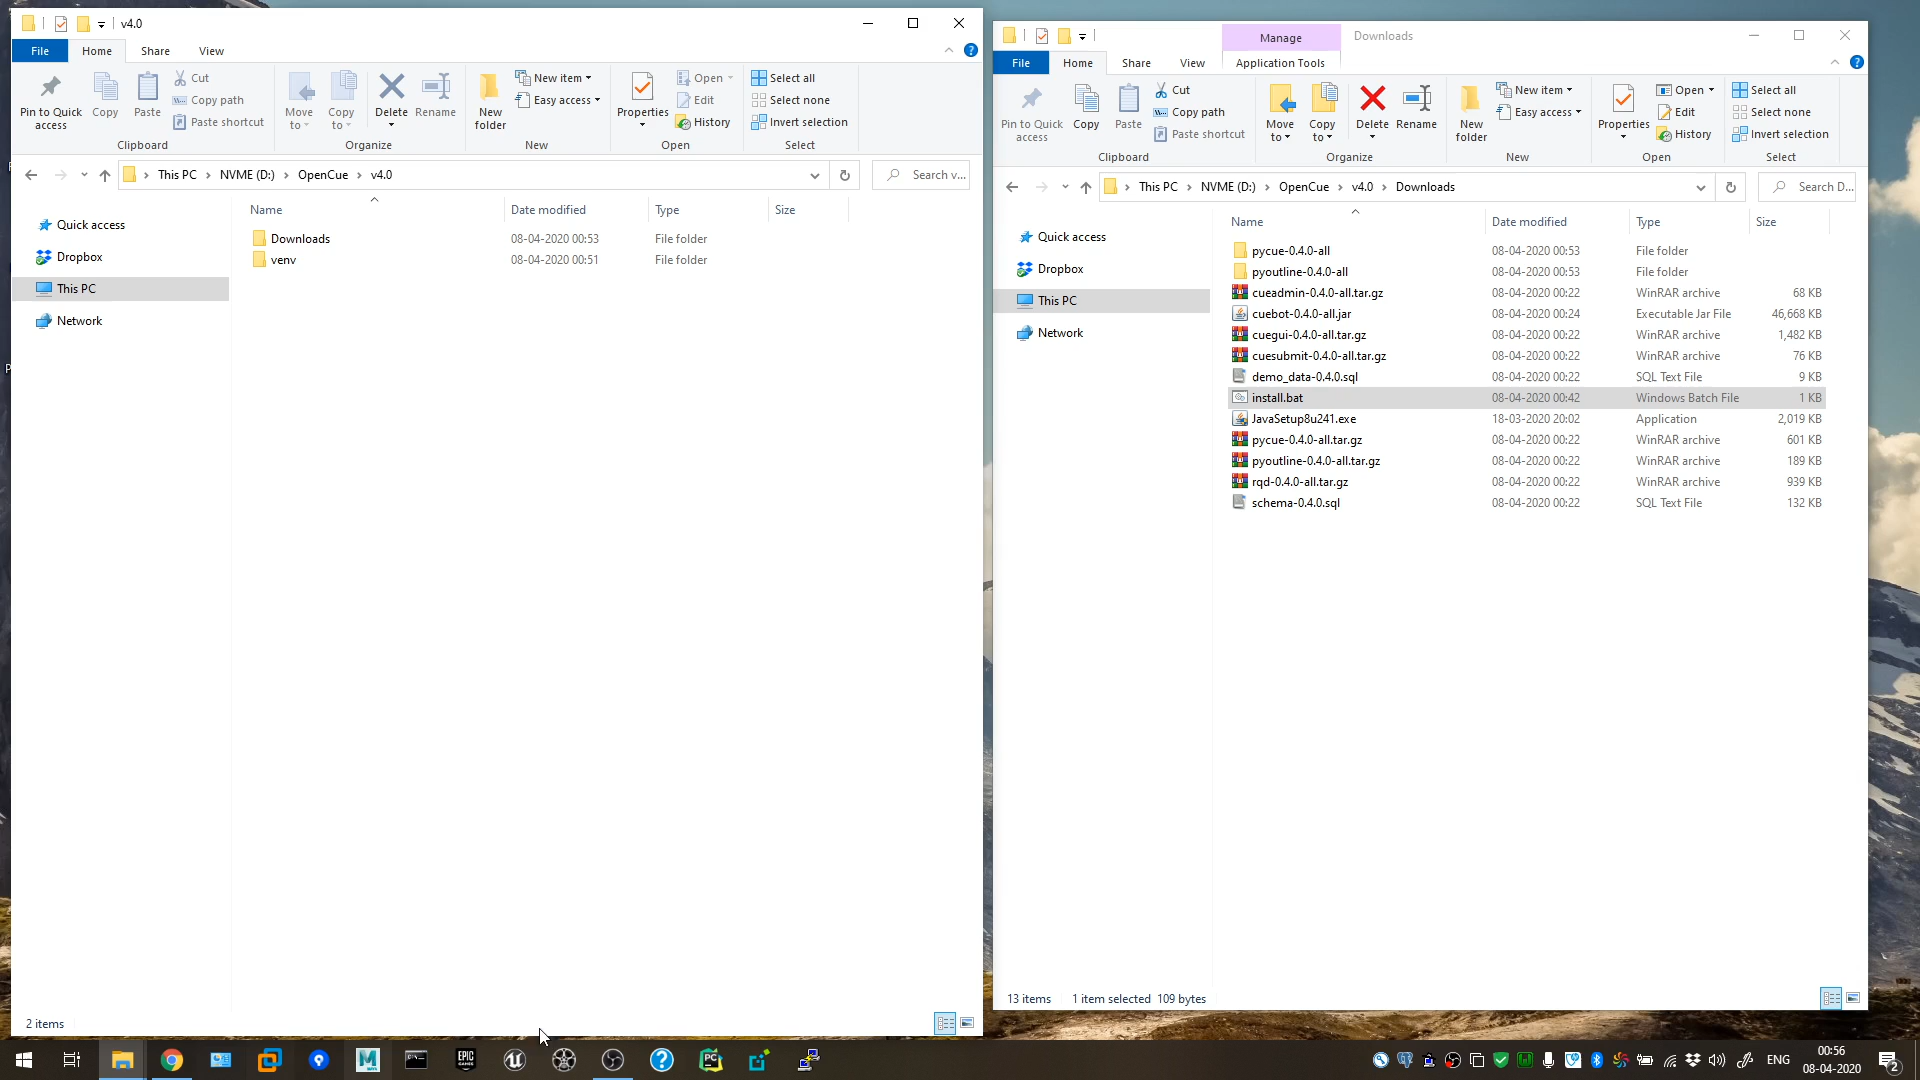 v4.0
File Home Share View
Pin to Quick access
Copy
Paste
Cut
Copy path
Paste shortcut
Clipboard
Move to
Copy to
Delete
Rename
Organize
New folder
New item
Easy access
New
Properties
Open
Edit
History
Open
Select all
Select none
Invert selection
Select
This PC > NVME (D:) > OpenCue > v4.0
Search v...
Quick access
Dropbox
This PC
Network
Name Date modified Type Size
Downloads 08-04-2020 00:53 File folder
venv 08-04-2020 00:51 File folder
2 items
Manage Downloads
File Home Share View Application Tools
Pin to Quick access
Copy
Paste
Cut
Copy path
Paste shortcut
Clipboard
Move to
Copy to
Delete
Rename
Organize
New folder
New item
Easy access
New
Properties
Open
Edit
History
Open
Select all
Select none
Invert selection
Select
This PC > NVME (D:) > OpenCue > v4.0 > Downloads
Search D...
Quick access
Dropbox
This PC
Network
Name Date modified Type Size
pycue-0.4.0-all 08-04-2020 00:53 File folder
pyoutline-0.4.0-all 08-04-2020 00:53 File folder
cueadmin-0.4.0-all.tar.gz 08-04-2020 00:22 WinRAR archive 68 KB
cuebot-0.4.0-all.jar 08-04-2020 00:24 Executable Jar File 46,668 KB
cuegui-0.4.0-all.tar.gz 08-04-2020 00:22 WinRAR archive 1,482 KB
cuesubmit-0.4.0-all.tar.gz 08-04-2020 00:22 WinRAR archive 76 KB
demo_data-0.4.0.sql 08-04-2020 00:22 SQL Text File 9 KB
install.bat 08-04-2020 00:42 Windows Batch File 1 KB
JavaSetup8u241.exe 18-03-2020 20:02 Application 2,019 KB
pycue-0.4.0-all.tar.gz 08-04-2020 00:22 WinRAR archive 601 KB
pyoutline-0.4.0-all.tar.gz 08-04-2020 00:22 WinRAR archive 189 KB
rqd-0.4.0-all.tar.gz 08-04-2020 00:22 WinRAR archive 939 KB
schema-0.4.0.sql 08-04-2020 00:22 SQL Text File 132 KB
13 items 1 item selected 109 bytes
EPIC GAMES
PC
ENG
00:56
08-04-2020
2